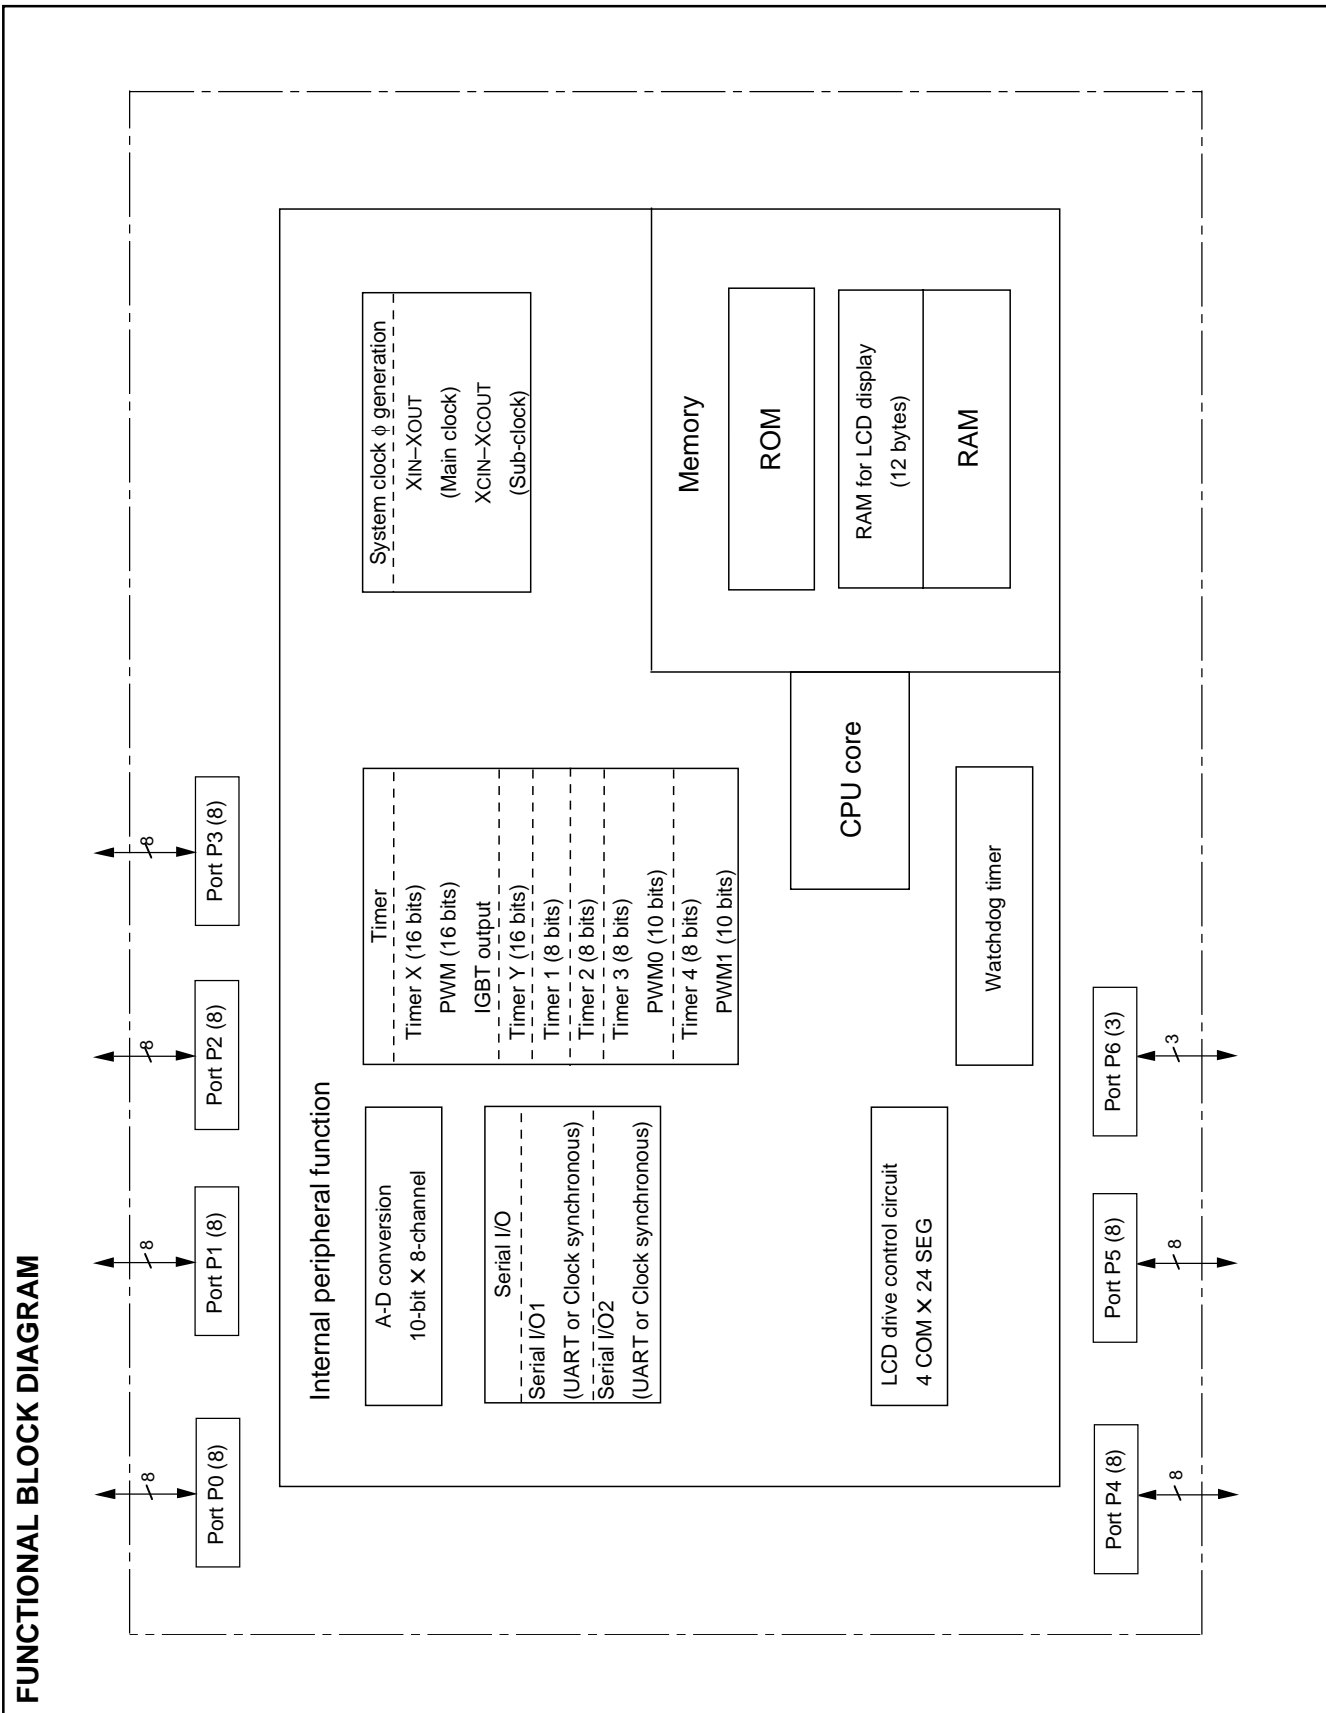 FUNCTIONAL BLOCK DIAGRAM
8
8
8
8
Port P0 (8)
Port P1 (8)
Port P2 (8)
Port P3 (8)
Internal peripheral function
A-D conversion
10-bit X 8-channel
Serial I/O
Serial I/O1
(UART or Clock synchronous)
Serial I/O2
(UART or Clock synchronous)
LCD drive control circuit
4 COM X 24 SEG
Timer
Timer X (16 bits)
PWM (16 bits)
IGBT output
Timer Y (16 bits)
Timer 1 (8 bits)
Timer 2 (8 bits)
Timer 3 (8 bits)
PWM0 (10 bits)
Timer 4 (8 bits)
PWM1 (10 bits)
CPU core
Watchdog timer
System clock φ generation
XIN–XOUT
(Main clock)
XCIN–XCOUT
(Sub-clock)
Memory
ROM
RAM for LCD display
(12 bytes)
RAM
Port P4 (8)
Port P5 (8)
Port P6 (3)
8
8
3